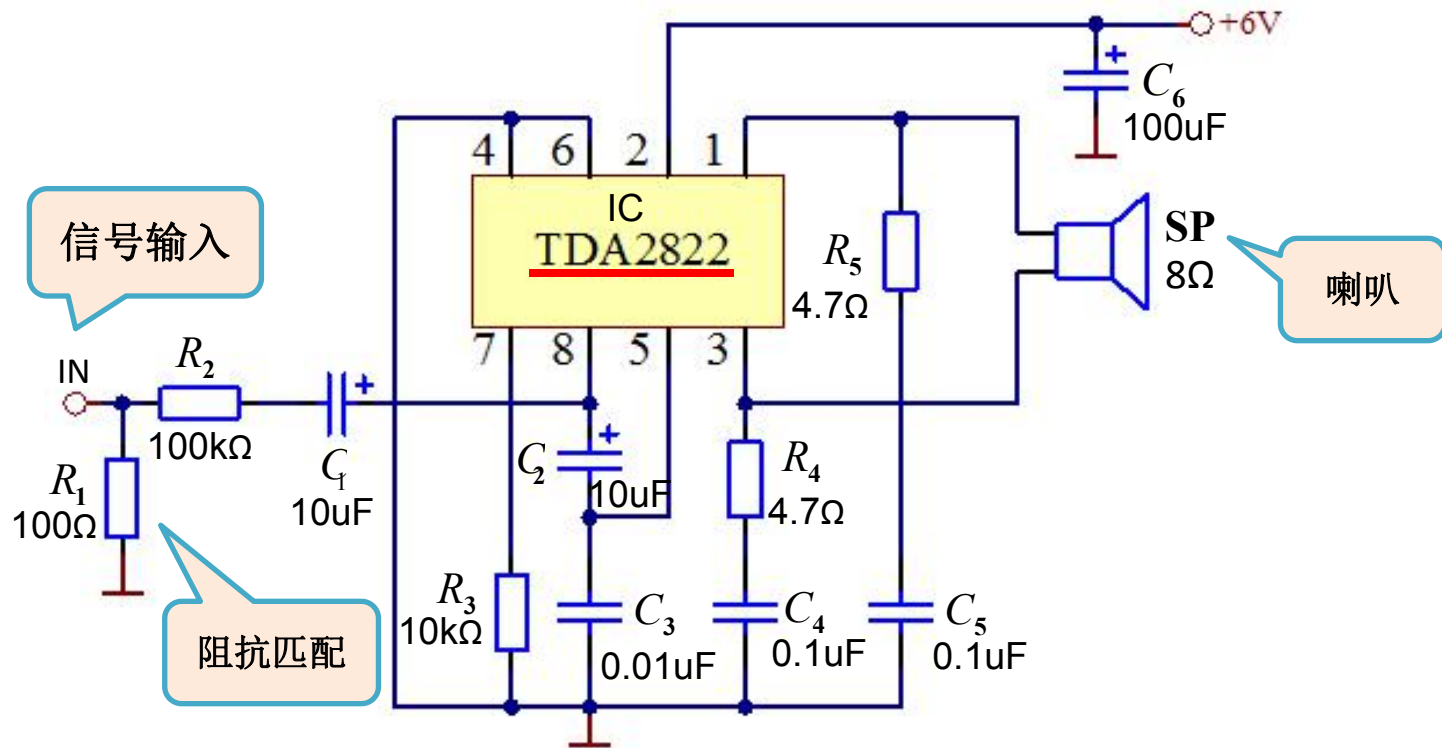 +6V
C6
100uF
4 6 2 1
IC
TDA2822
信号输入
R5
4.7Ω
SP
8Ω
喇叭
7 8 5 3
IN
R2
100kΩ
C1
10uF
R1
100Ω
C2
10uF
R4
4.7Ω
阻抗匹配
R3
10kΩ
C3
0.01uF
C4
0.1uF
C5
0.1uF